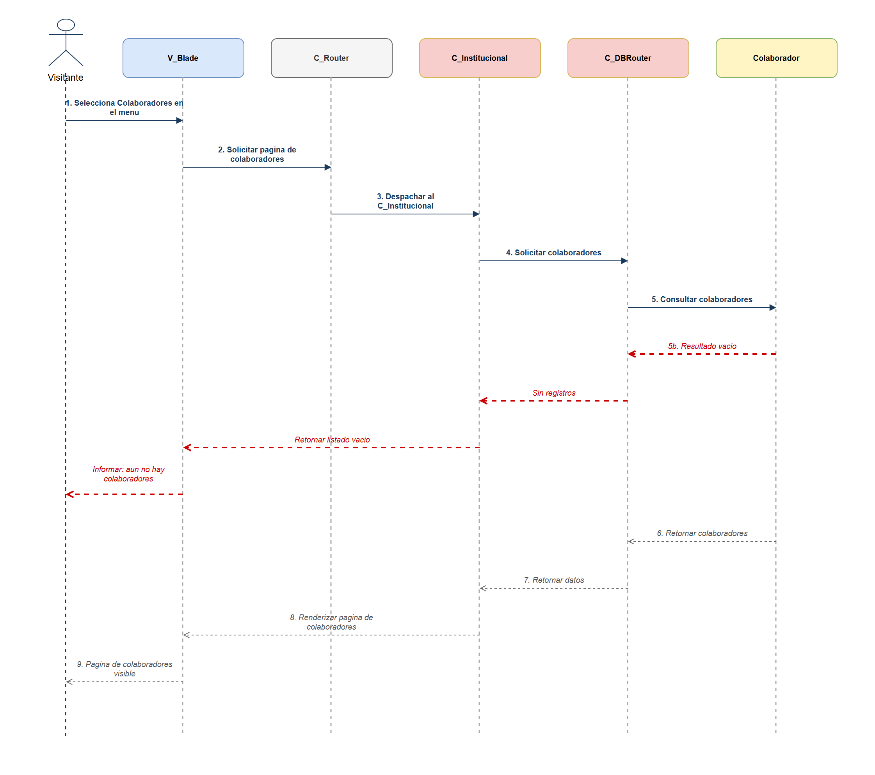 Visitante
V_Blade
C_Router
C_Institucional
C_DBRouter
Colaborador
1. Selecciona Colaboradores en
el menu
2. Solicitar pagina de
colaboradores
3. Despachar al
C_Institucional
4. Solicitar colaboradores
5. Consultar colaboradores
5b. Resultado vacio
Sin registros
Retornar listado vacio
Informar: aun no hay
colaboradores
6. Retornar colaboradores
7. Retornar datos
8. Renderizar pagina de
colaboradores
9. Pagina de colaboradores
visible